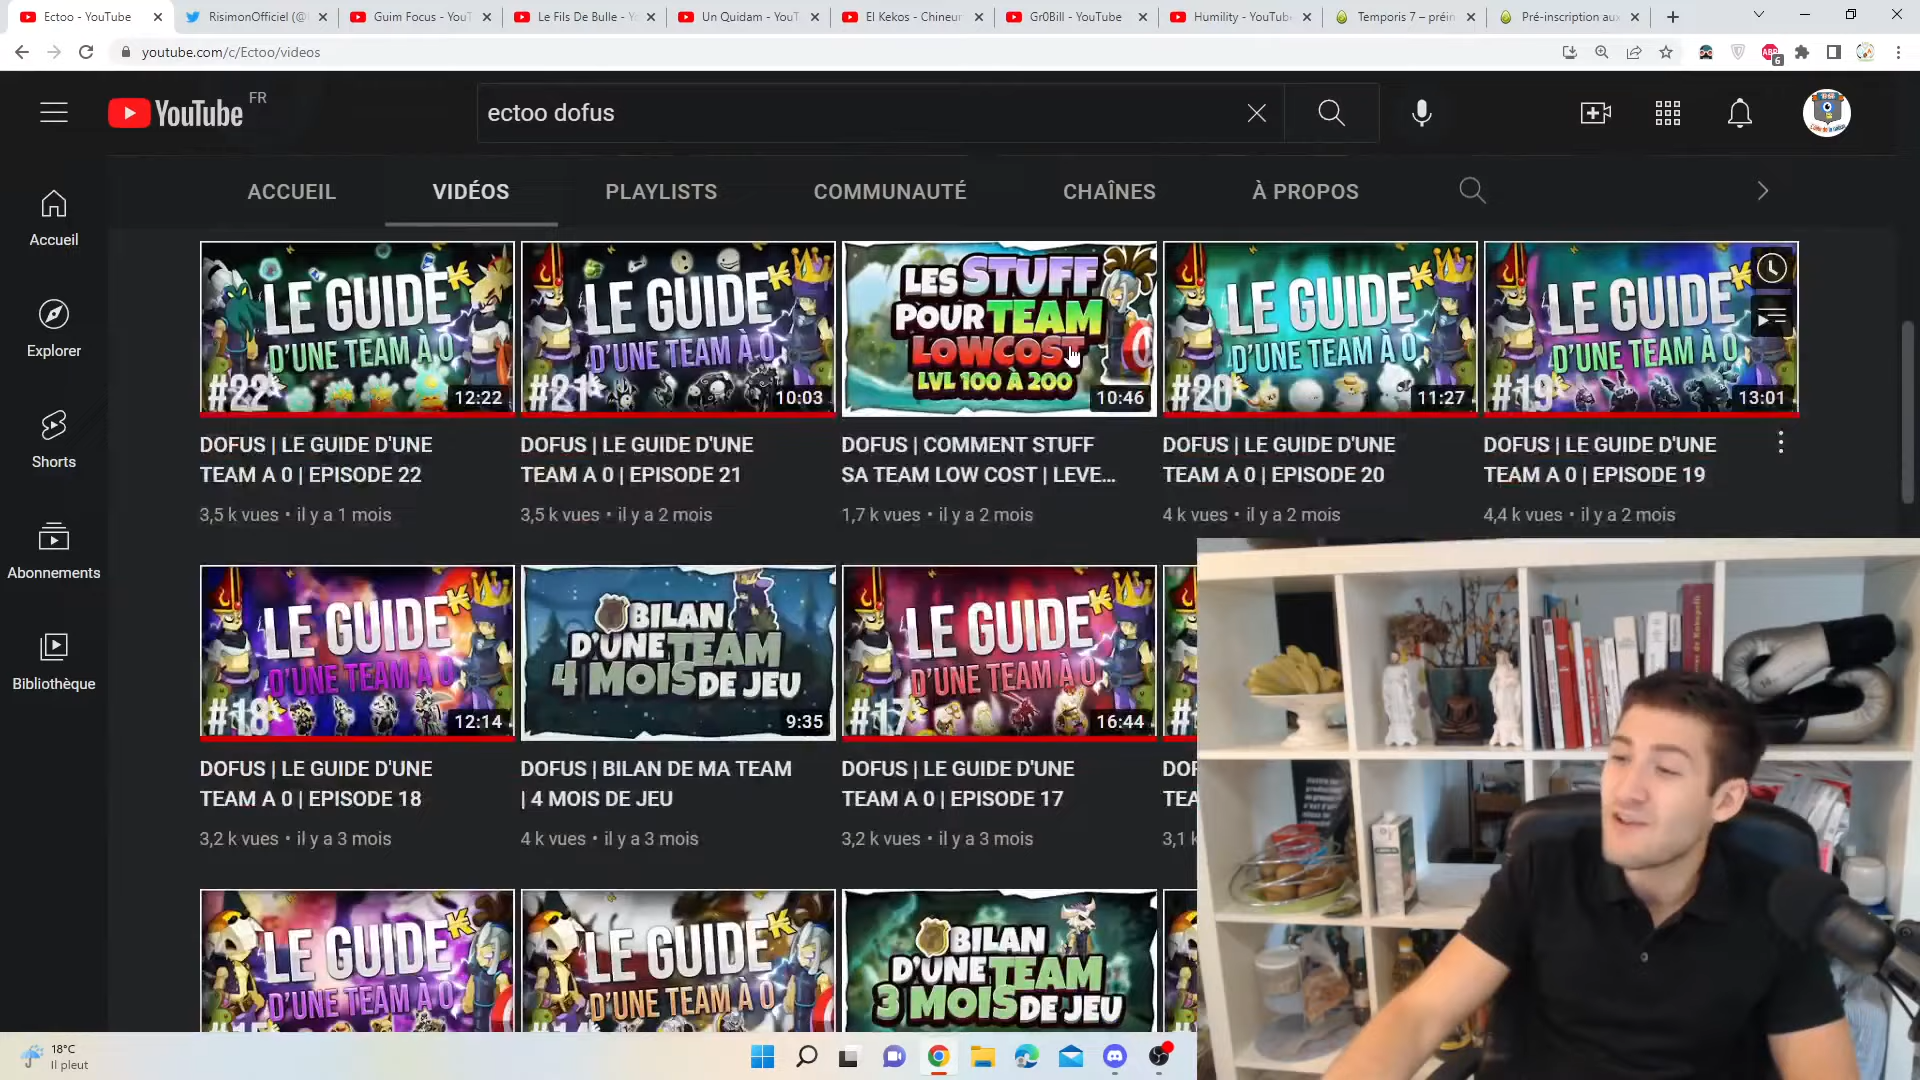 Ectoo - YouTube
RisimonOfficiel (@
Guim Focus - YouT
Le Fils De Bulle - Yo
Un Quidam - YouT
El Kekos - Chineur
Gr0Bill - YouTube
Humility - YouTube
Temporis 7 – préin
Pré-inscription aux
youtube.com/c/Ectoo/videos
ABP
6
YouTube
FR
ectoo dofus
ACCUEIL
VIDÉOS
PLAYLISTS
COMMUNAUTÉ
CHAÎNES
À PROPOS
Accueil
Explorer
Shorts
Abonnements
Bibliothèque
LE GUIDE
D'UNE TEAM À 0
#22
12:22
LE GUIDE
D'UNE TEAM À 0
#21
10:03
LES STUFF
POUR TEAM
LOWCOST
LVL 100 À 200
10:46
LE GUIDE
D'UNE TEAM À 0
#20
11:27
LE GUIDE
D'UNE TEAM À 0
#19
13:01
DOFUS | LE GUIDE D'UNE
TEAM A 0 | EPISODE 22
3,5 k vues • il y a 1 mois
DOFUS | LE GUIDE D'UNE
TEAM A 0 | EPISODE 21
3,5 k vues • il y a 2 mois
DOFUS | COMMENT STUFF
SA TEAM LOW COST | LEVE...
1,7 k vues • il y a 2 mois
DOFUS | LE GUIDE D'UNE
TEAM A 0 | EPISODE 20
4 k vues • il y a 2 mois
DOFUS | LE GUIDE D'UNE
TEAM A 0 | EPISODE 19
4,4 k vues • il y a 2 mois
LE GUIDE
D'UNE TEAM À 0
#18
12:14
BILAN
D'UNE TEAM
4 MOIS DE JEU
9:35
LE GUIDE
D'UNE TEAM À 0
#17
16:44
DOFUS | LE GUIDE D'UNE
TEAM A 0 | EPISODE 18
3,2 k vues • il y a 3 mois
DOFUS | BILAN DE MA TEAM
| 4 MOIS DE JEU
4 k vues • il y a 3 mois
DOFUS | LE GUIDE D'UNE
TEAM A 0 | EPISODE 17
3,2 k vues • il y a 3 mois
DOF
TEA
3,1 k
LE GUIDE
D'UNE TEAM À 0
LE GUIDE
D'UNE TEAM À 0
BILAN
D'UNE TEAM
3 MOIS DE JEU
18°C
Il pleut